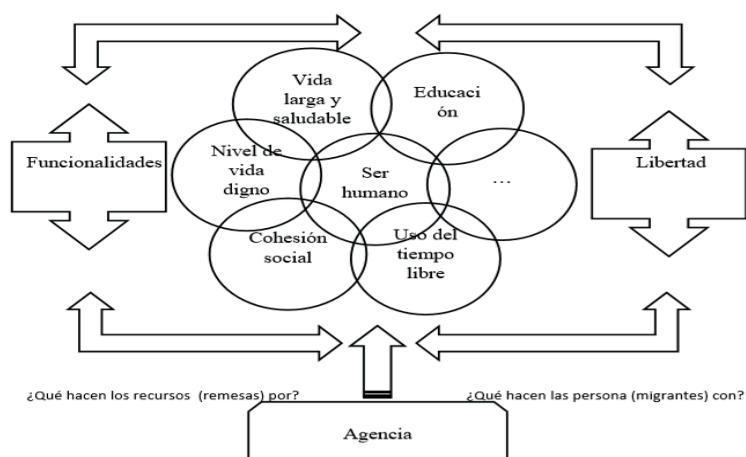 Vida
larga y
saludable
Educaci
ón
Funcionalidades
Nivel de
vida
digno
Ser
humano
...
Libertad
Cohesión
social
Uso del
tiempo
libre
¿Qué hacen los recursos (remesas) por?
¿Qué hacen las persona (migrantes) con?
Agencia